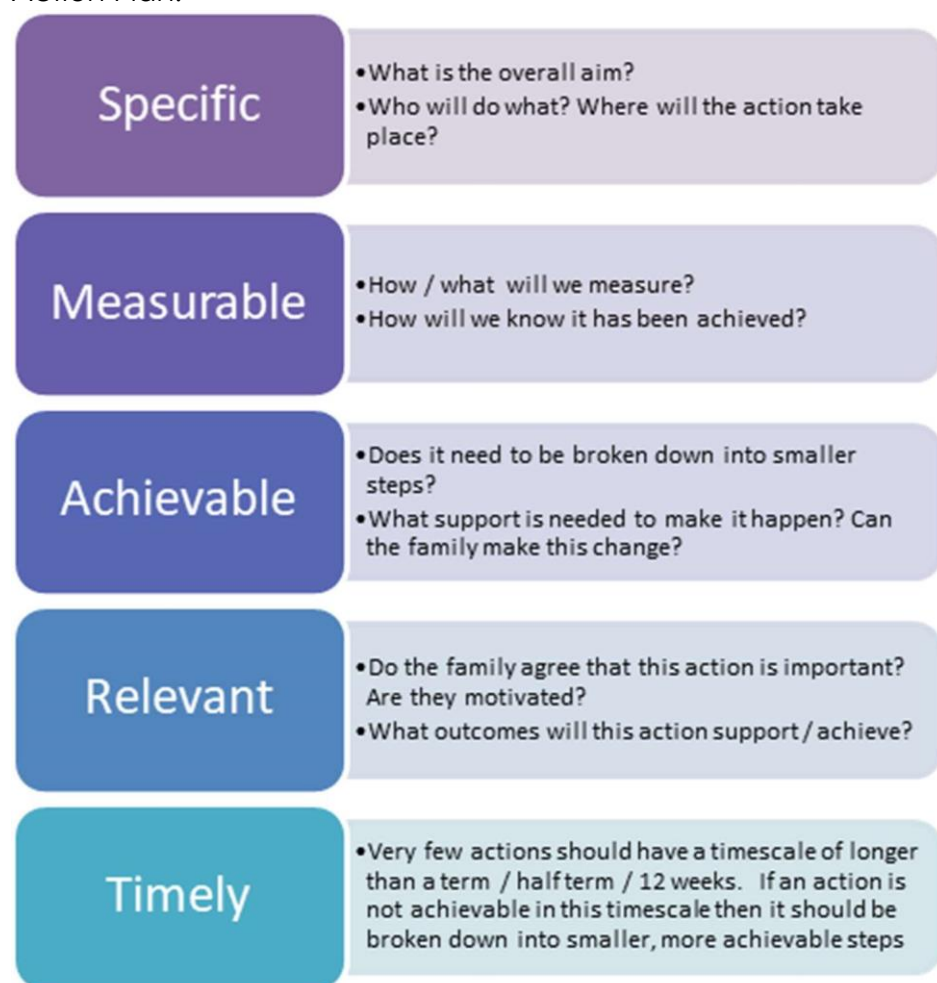 Action Plan.
Specific
•What is the overall aim?
•Who will do what? Where will the action take
place?
Measurable
•How / what will we measure?
•How will we know it has been achieved?
Achievable
•Does it need to be broken down into smaller
steps?
•What support is needed to make it happen? Can
the family make this change?
Relevant
•Do the family agree that this action is important?
Are they motivated?
•What outcomes will this action support / achieve?
Timely
•Very few actions should have a timescale of longer
than a term / half term / 12 weeks. If an action is
not achievable in this timescale then it should be
broken down into smaller, more achievable steps